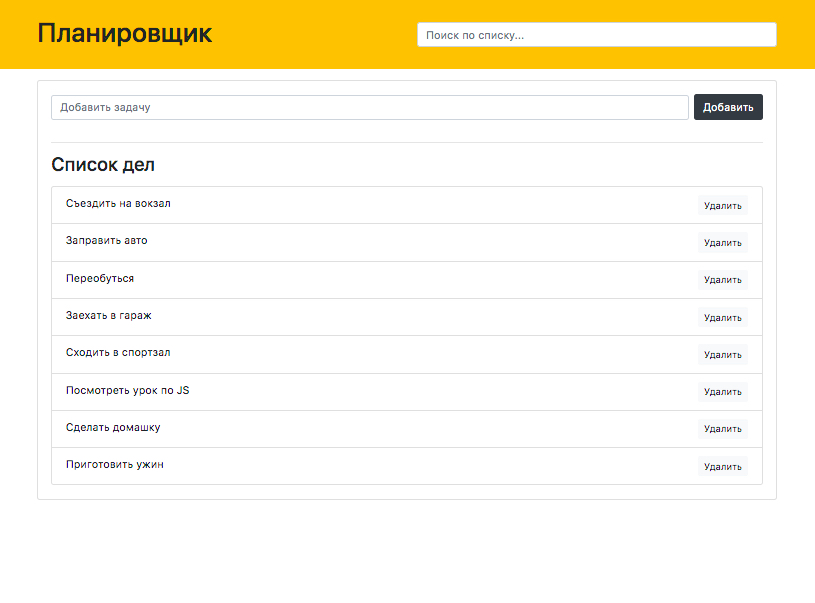 Планировщик
Поиск по списку...
Добавить задачу
Добавить
Список дел
Съездить на вокзал
Удалить
Заправить авто
Удалить
Переобуться
Удалить
Заехать в гараж
Удалить
Сходить в спортзал
Удалить
Посмотреть урок по JS
Удалить
Сделать домашку
Удалить
Приготовить ужин
Удалить